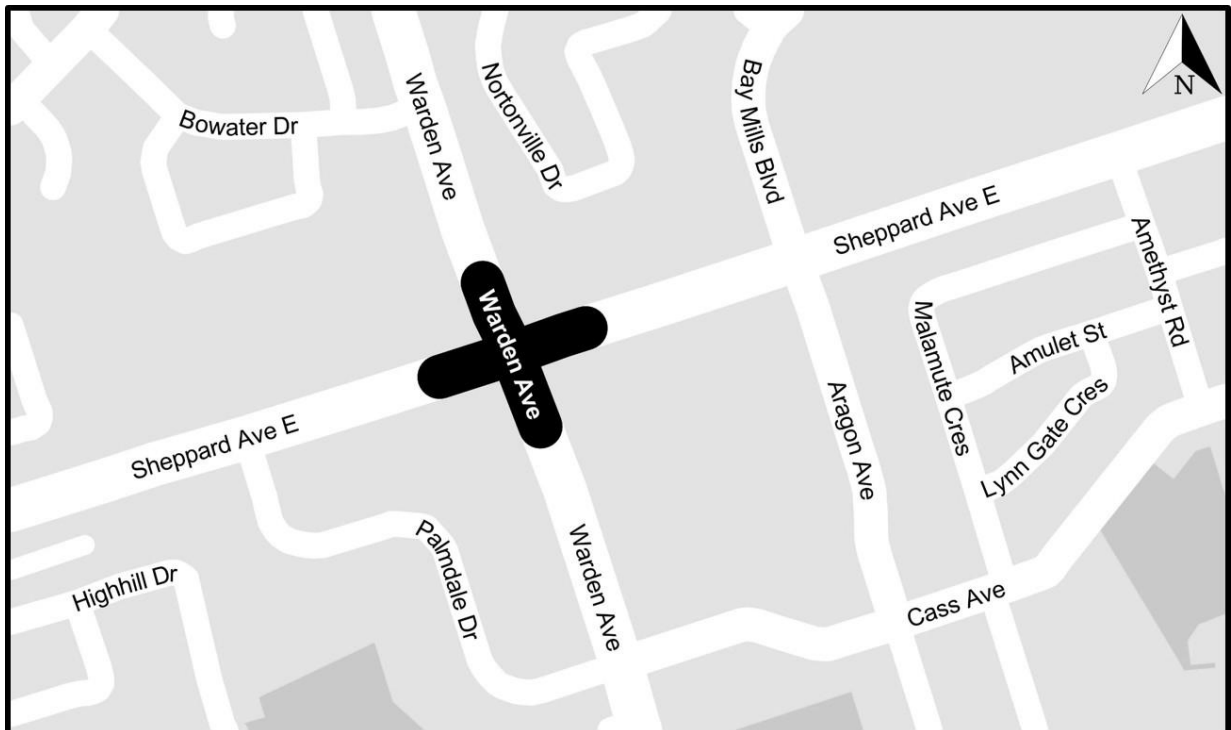 N
Warden Ave
Nortonville Dr
Bay Mills Blvd
Bowater Dr
Sheppard Ave E
Amethyst Rd
Warden Ave
Malamute Cres
Amulet St
Lynn Gate Cres
Aragon Ave
Sheppard Ave E
Palmdale Dr
Warden Ave
Highhill Dr
Cass Ave